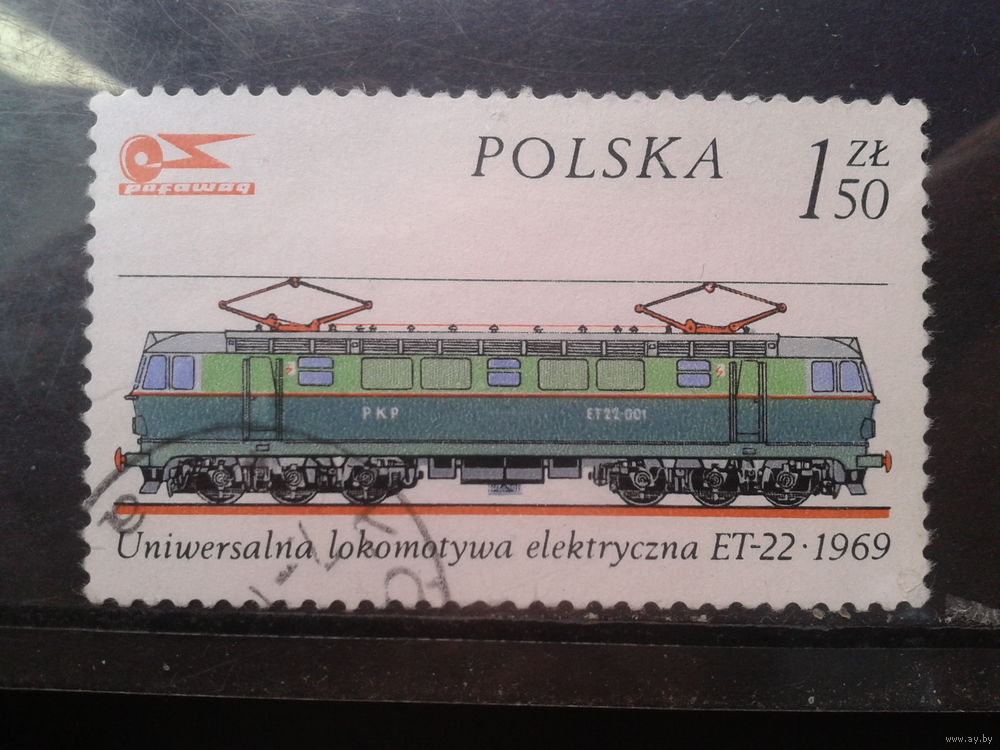 pafawag
POLSKA
1 ZŁ
50
PKP
ET22-001
Uniwersalna lokomotywa elektryczna ET-22 · 1969
www.ay.by